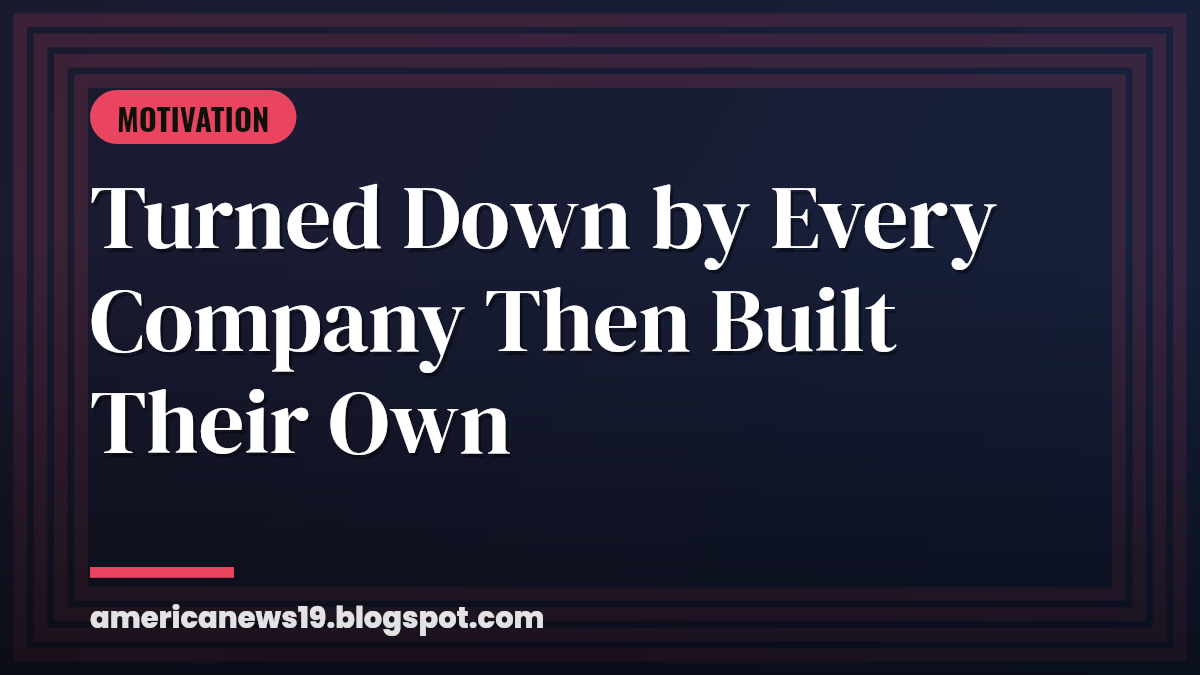 MOTIVATION
Turned Down by Every
Company Then Built
Their Own
americanews19.blogspot.com